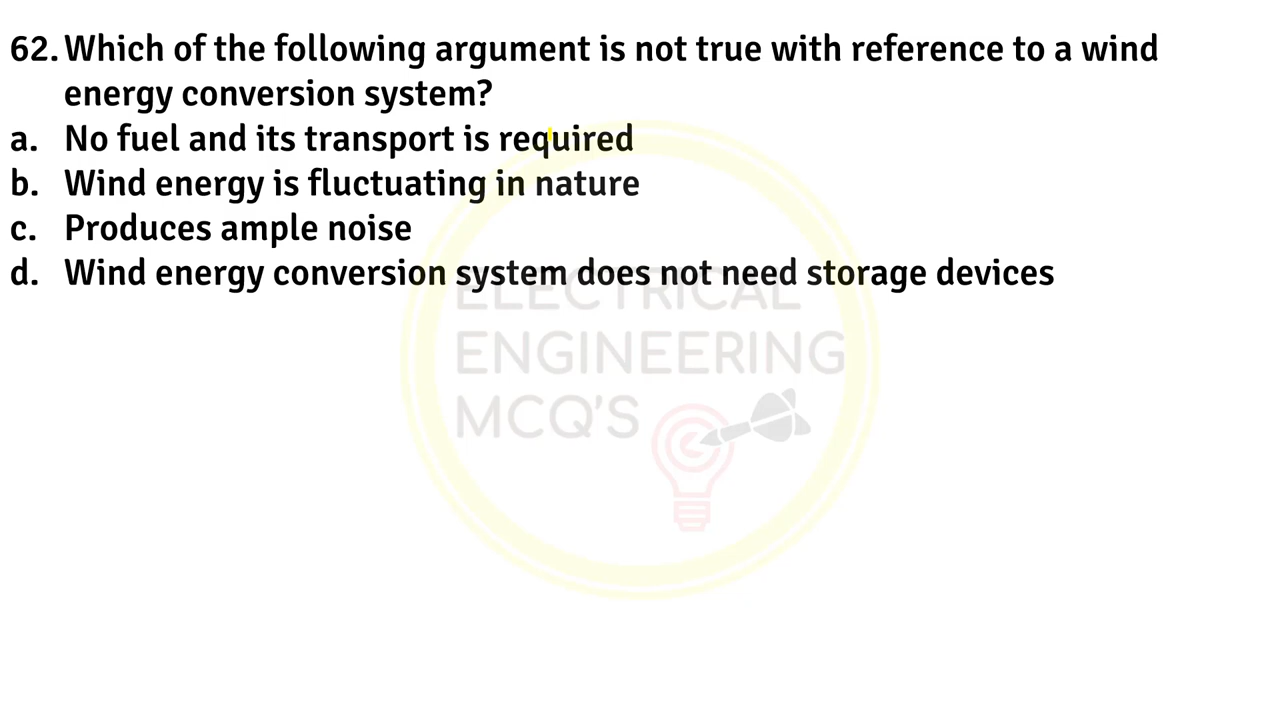 62. Which of the following argument is not true with reference to a wind
energy conversion system?
a. No fuel and its transport is required
b. Wind energy is fluctuating in nature
c. Produces ample noise
d. Wind energy conversion system does not need storage devices
ELECTRICAL
ENGINEERING
MCQ'S